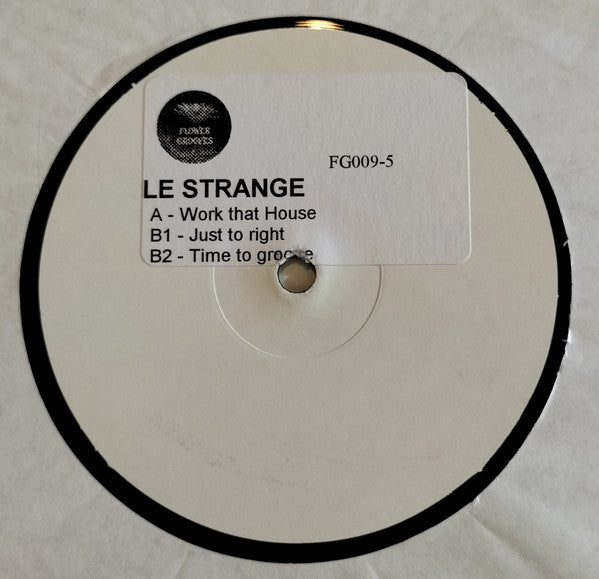 FLOWER
GROOVES
FG009-5
LE STRANGE
A - Work that House
B1 - Just to right
B2 - Time to groove